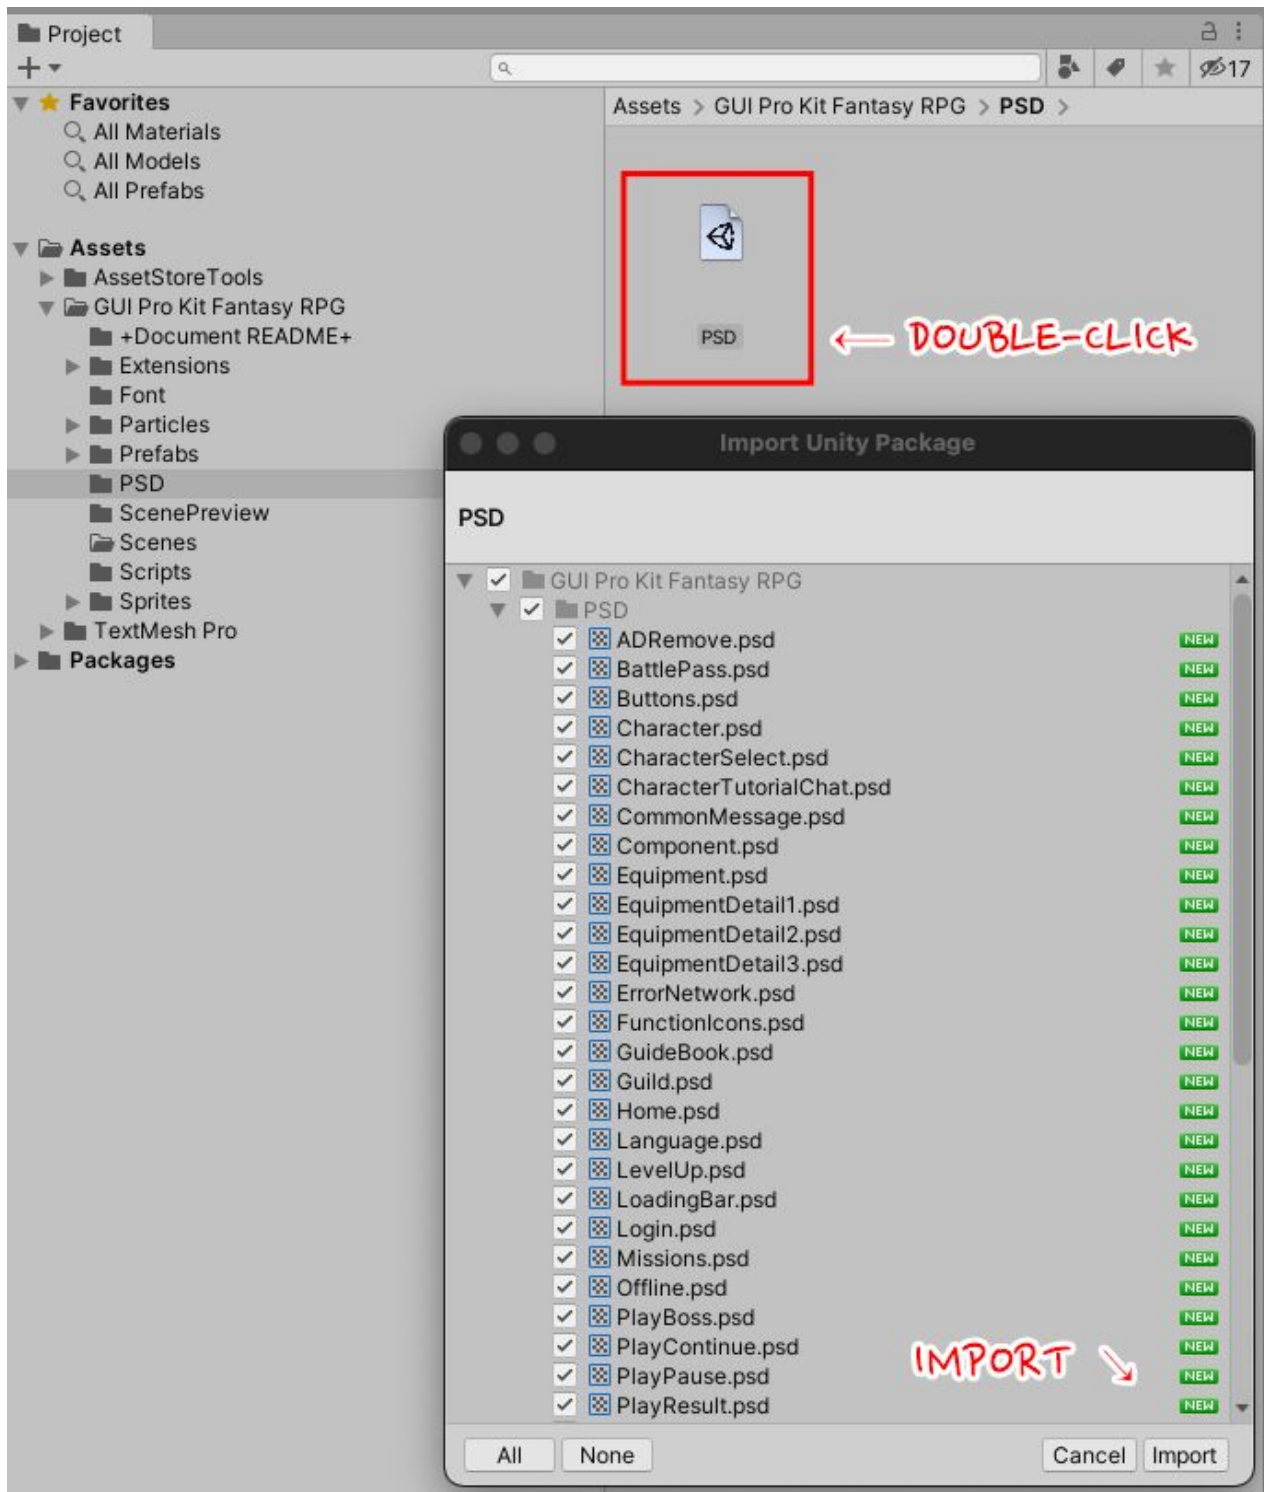 Project
17
Favorites
All Materials
All Models
All Prefabs
Assets
AssetStoreTools
GUI Pro Kit Fantasy RPG
+Document README+
Extensions
Font
Particles
Prefabs
PSD
ScenePreview
Scenes
Scripts
Sprites
TextMesh Pro
Packages
Assets > GUI Pro Kit Fantasy RPG > PSD >
PSD
← DOUBLE-CLICK
Import Unity Package
PSD
GUI Pro Kit Fantasy RPG
PSD
ADRemove.psd NEW
BattlePass.psd NEW
Buttons.psd NEW
Character.psd NEW
CharacterSelect.psd NEW
CharacterTutorialChat.psd NEW
CommonMessage.psd NEW
Component.psd NEW
Equipment.psd NEW
EquipmentDetail1.psd NEW
EquipmentDetail2.psd NEW
EquipmentDetail3.psd NEW
ErrorNetwork.psd NEW
FunctionIcons.psd NEW
GuideBook.psd NEW
Guild.psd NEW
Home.psd NEW
Language.psd NEW
LevelUp.psd NEW
LoadingBar.psd NEW
Login.psd NEW
Missions.psd NEW
Offline.psd NEW
PlayBoss.psd NEW
PlayContinue.psd NEW
IMPORT ↘
PlayPause.psd NEW
PlayResult.psd NEW
All None Cancel Import